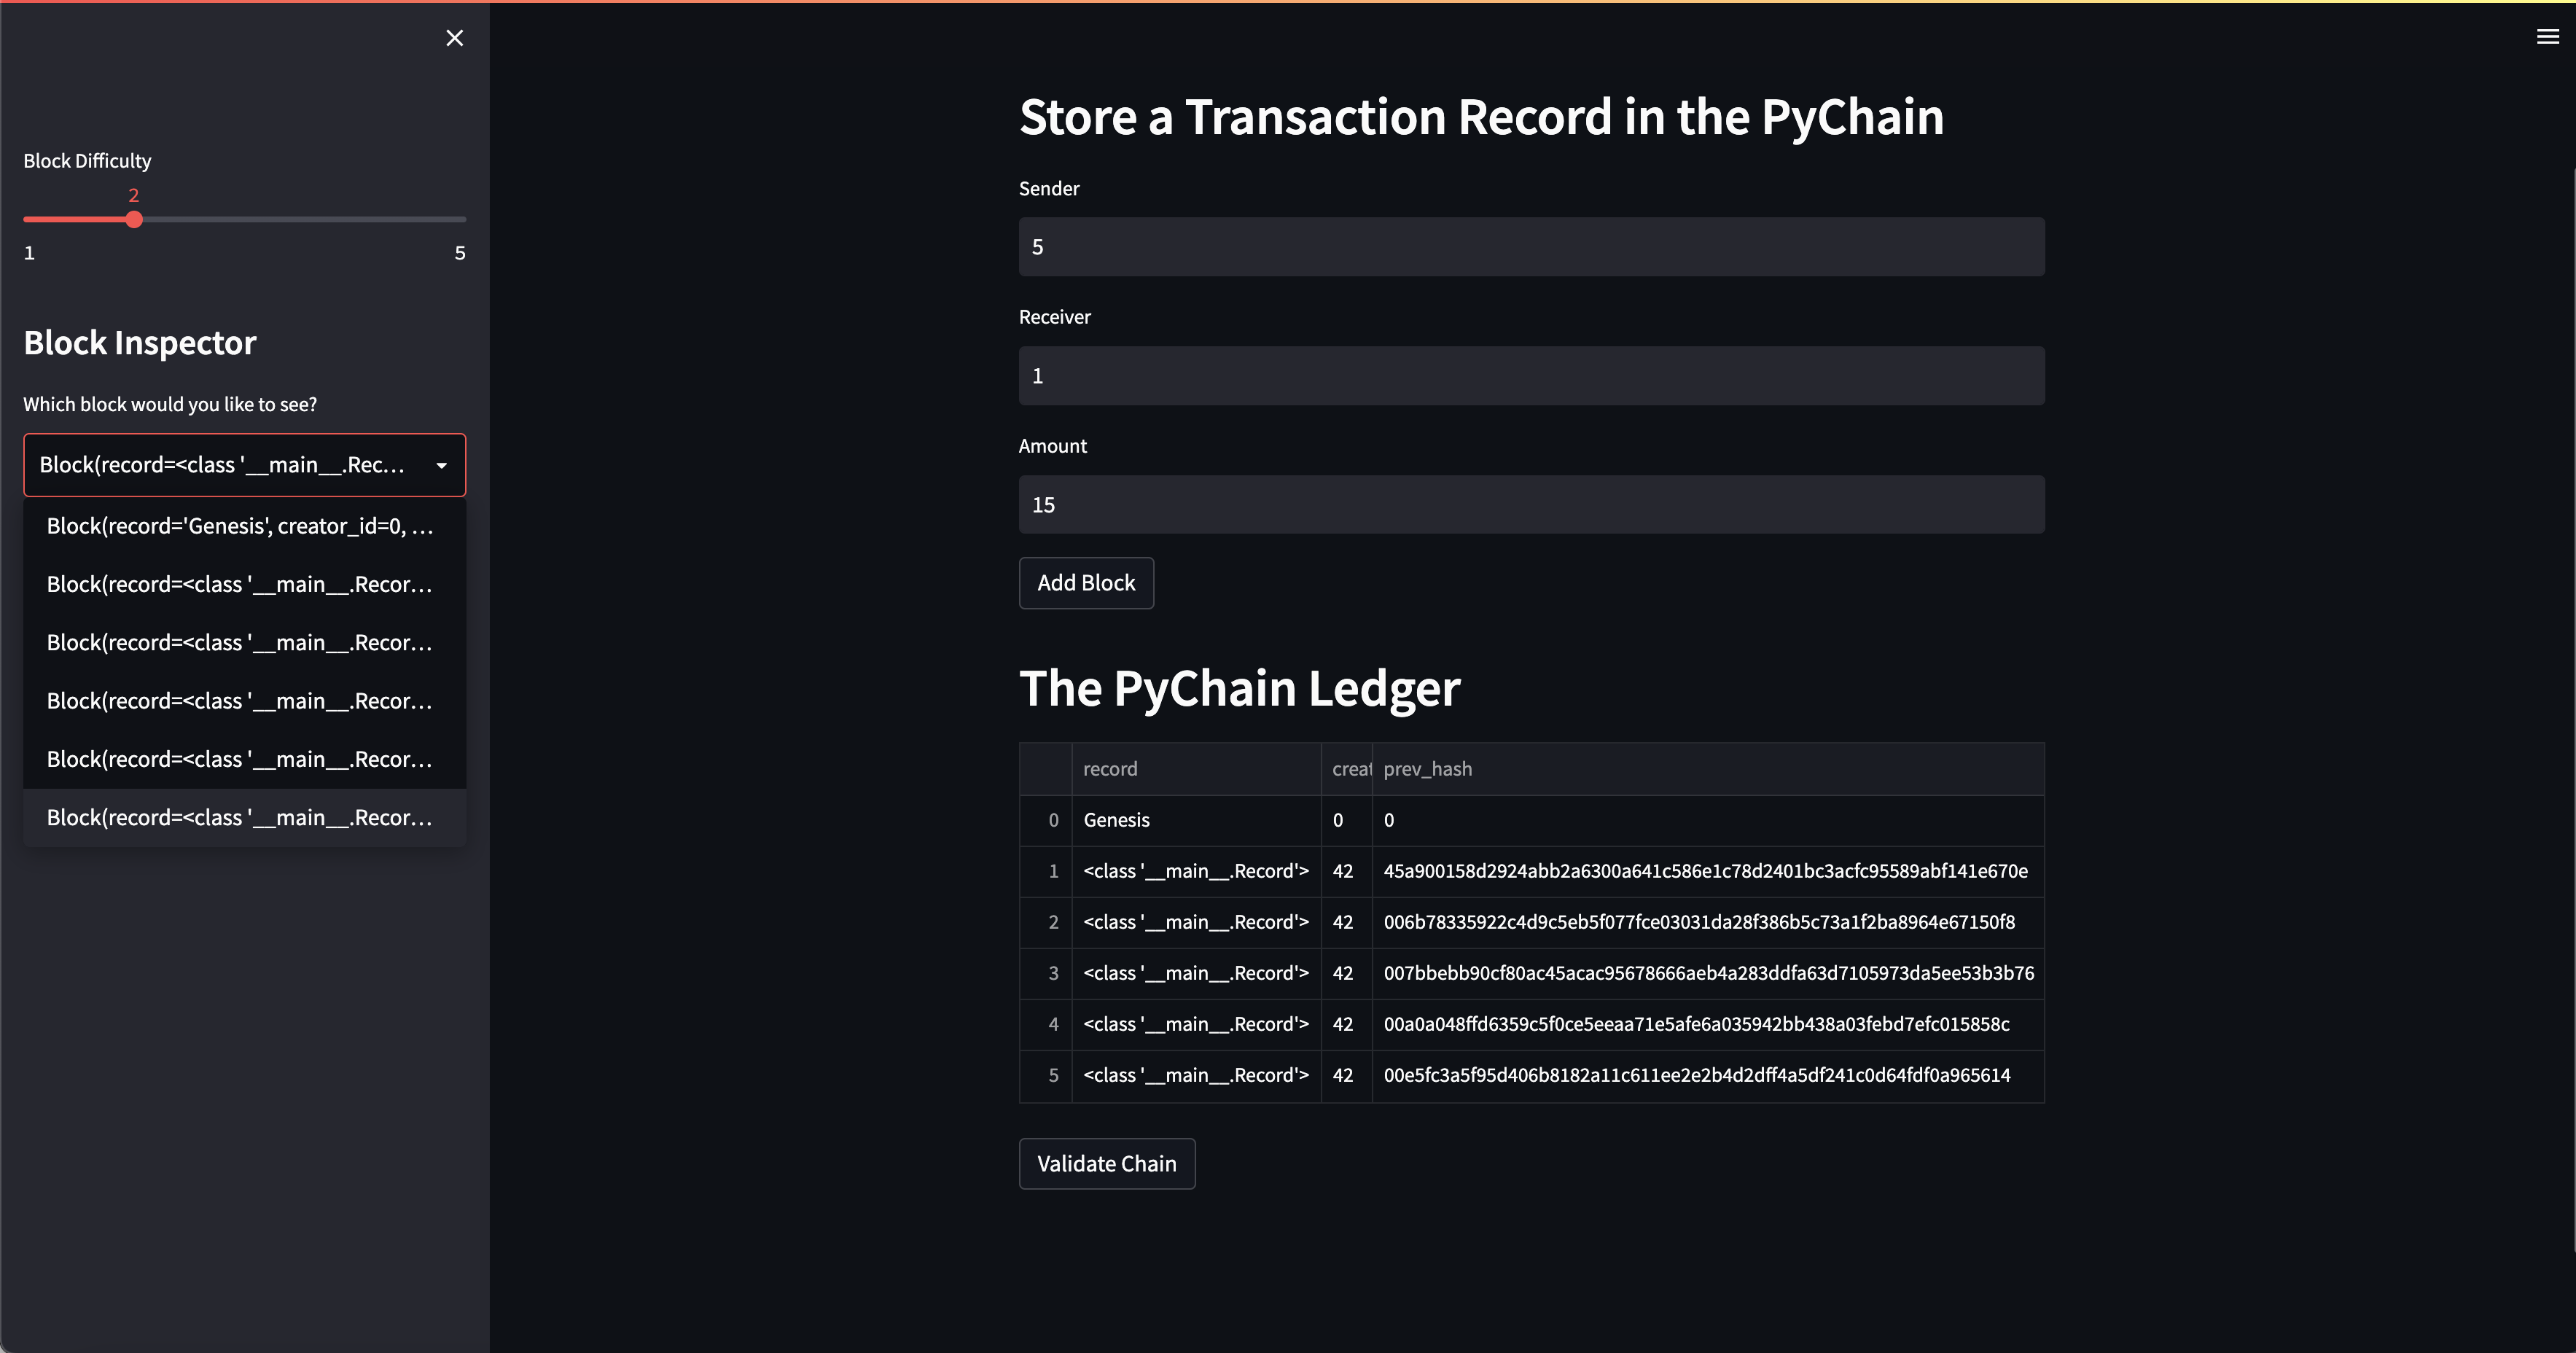 Block Difficulty
2
1 5
Block Inspector
Which block would you like to see?
Block(record=<class '__main__.Rec...
Block(record='Genesis', creator_id=0, ...
Block(record=<class '__main__.Recor...
Block(record=<class '__main__.Recor...
Block(record=<class '__main__.Recor...
Block(record=<class '__main__.Recor...
Block(record=<class '__main__.Recor...
Store a Transaction Record in the PyChain
Sender
5
Receiver
1
Amount
15
Add Block
The PyChain Ledger
record creat prev_hash
0 Genesis 0 0
1 <class '__main__.Record'> 42 45a900158d2924abb2a6300a641c586e1c78d2401bc3acfc95589abf141e670e
2 <class '__main__.Record'> 42 006b78335922c4d9c5eb5f077fce03031da28f386b5c73a1f2ba8964e67150f8
3 <class '__main__.Record'> 42 007bbebb90cf80ac45acac95678666aeb4a283ddfa63d7105973da5ee53b3b76
4 <class '__main__.Record'> 42 00a0a048ffd6359c5f0ce5eeaa71e5afe6a035942bb438a03febd7efc015858c
5 <class '__main__.Record'> 42 00e5fc3a5f95d406b8182a11c611ee2e2b4d2dff4a5df241c0d64fdf0a965614
Validate Chain